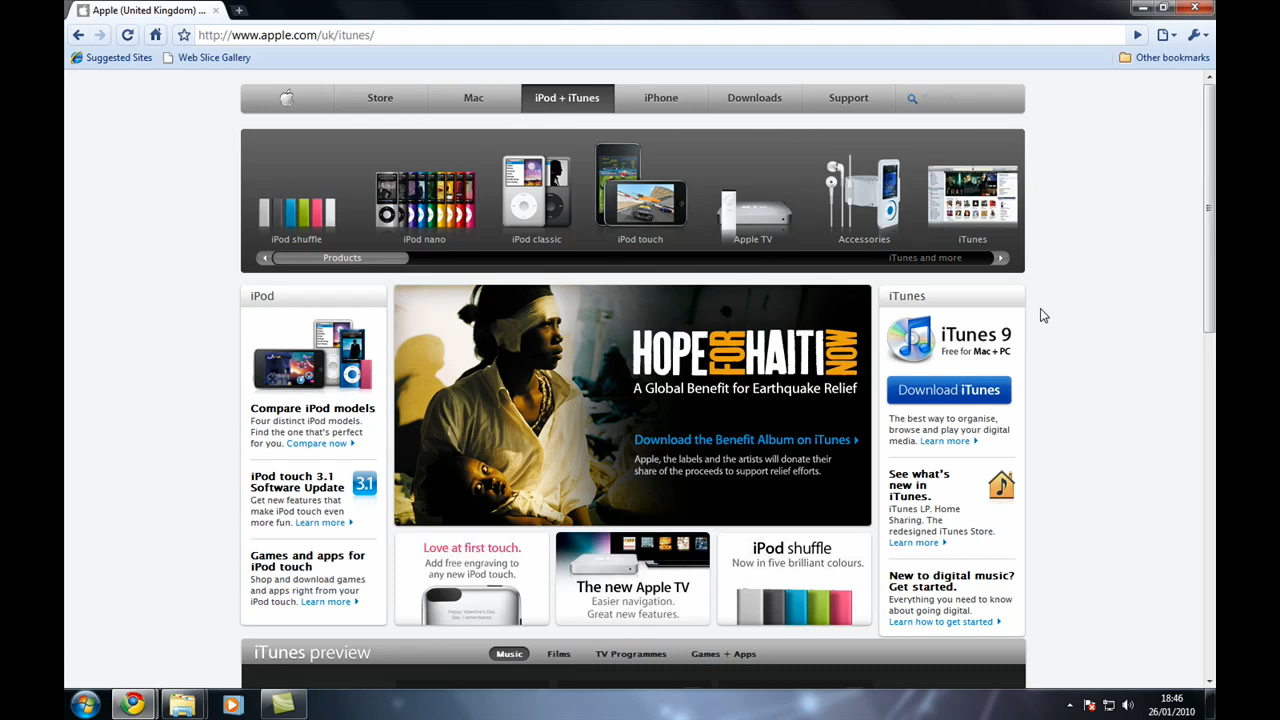 Apple (United Kingdom) ...
http://www.apple.com/uk/itunes/
Suggested Sites
Web Slice Gallery
Other bookmarks
Store
Mac
iPod + iTunes
iPhone
Downloads
Support
Search
iPod shuffle
iPod nano
iPod classic
iPod touch
Apple TV
Accessories
iTunes
Products
iTunes and more
iPod
Compare iPod models
Four distinct iPod models.
Find the one that's perfect
for you. Compare now
iPod touch 3.1
Software Update
3.1
Get new features that
make iPod touch even
more fun. Learn more
Games and apps for
iPod touch
Shop and download games
and apps right from your
iPod touch. Learn more
HOPE FOR HAITI NOW
A Global Benefit for Earthquake Relief
Download the Benefit Album on iTunes
Apple, the labels and the artists will donate their
share of the proceeds to support relief efforts.
Love at first touch.
Add free engraving to
any new iPod touch.
Happy Valentine's Day
The new Apple TV
Easier navigation.
Great new features.
iPod shuffle
Now in five brilliant colours.
iTunes
iTunes 9
Free for Mac + PC
Download iTunes
The best way to organise,
browse and play your digital
media. Learn more
See what's
new in
iTunes.
iTunes LP. Home
Sharing. The
redesigned iTunes Store.
Learn more
New to digital music?
Get started.
Everything you need to know
about going digital.
Learn how to get started
iTunes preview
Music
Films
TV Programmes
Games + Apps
18:46
26/01/2010